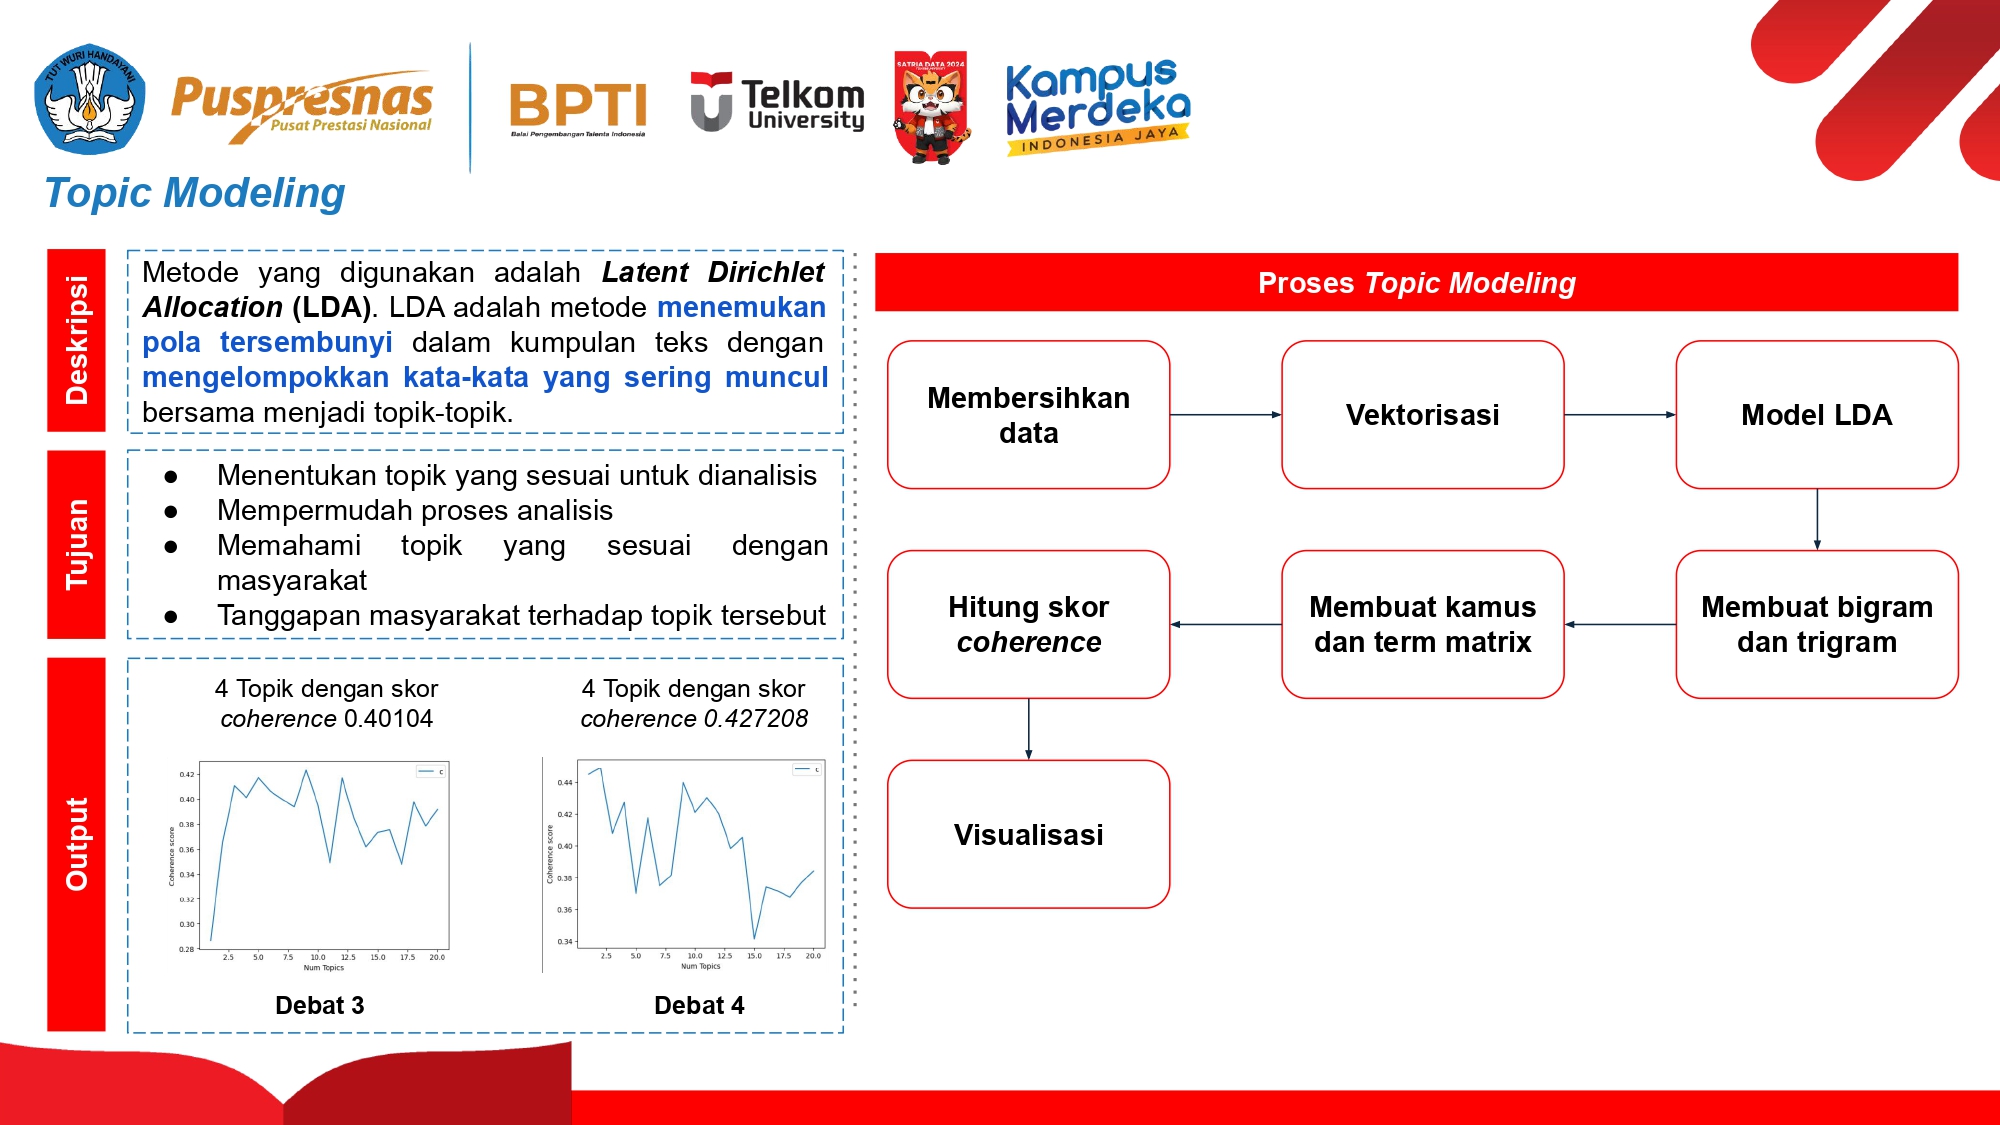 TUT WURI HANDAYANI
Puspresnas
Pusat Prestasi Nasional
BPTI
Balai Pengembangan Talenta Indonesia
Telkom
University
SATRIA DATA 2024
Kampus
Merdeka
INDONESIA JAYA
Topic Modeling
Deskripsi
Metode yang digunakan adalah Latent Dirichlet
Allocation (LDA). LDA adalah metode menemukan
pola tersembunyi dalam kumpulan teks dengan
mengelompokkan kata-kata yang sering muncul
bersama menjadi topik-topik.
Tujuan
● Menentukan topik yang sesuai untuk dianalisis
● Mempermudah proses analisis
● Memahami topik yang sesuai dengan
masyarakat
● Tanggapan masyarakat terhadap topik tersebut
Output
4 Topik dengan skor
coherence 0.40104
c
Coherence score
0.42
0.40
0.38
0.36
0.34
0.32
0.30
0.28
2.5 5.0 7.5 10.0 12.5 15.0 17.5 20.0
Num Topics
Debat 3
4 Topik dengan skor
coherence 0.427208
c
Coherence score
0.44
0.42
0.40
0.38
0.36
0.34
2.5 5.0 7.5 10.0 12.5 15.0 17.5 20.0
Num Topics
Debat 4
Proses Topic Modeling
Membersihkan
data
Vektorisasi
Model LDA
Membuat bigram
dan trigram
Membuat kamus
dan term matrix
Hitung skor
coherence
Visualisasi